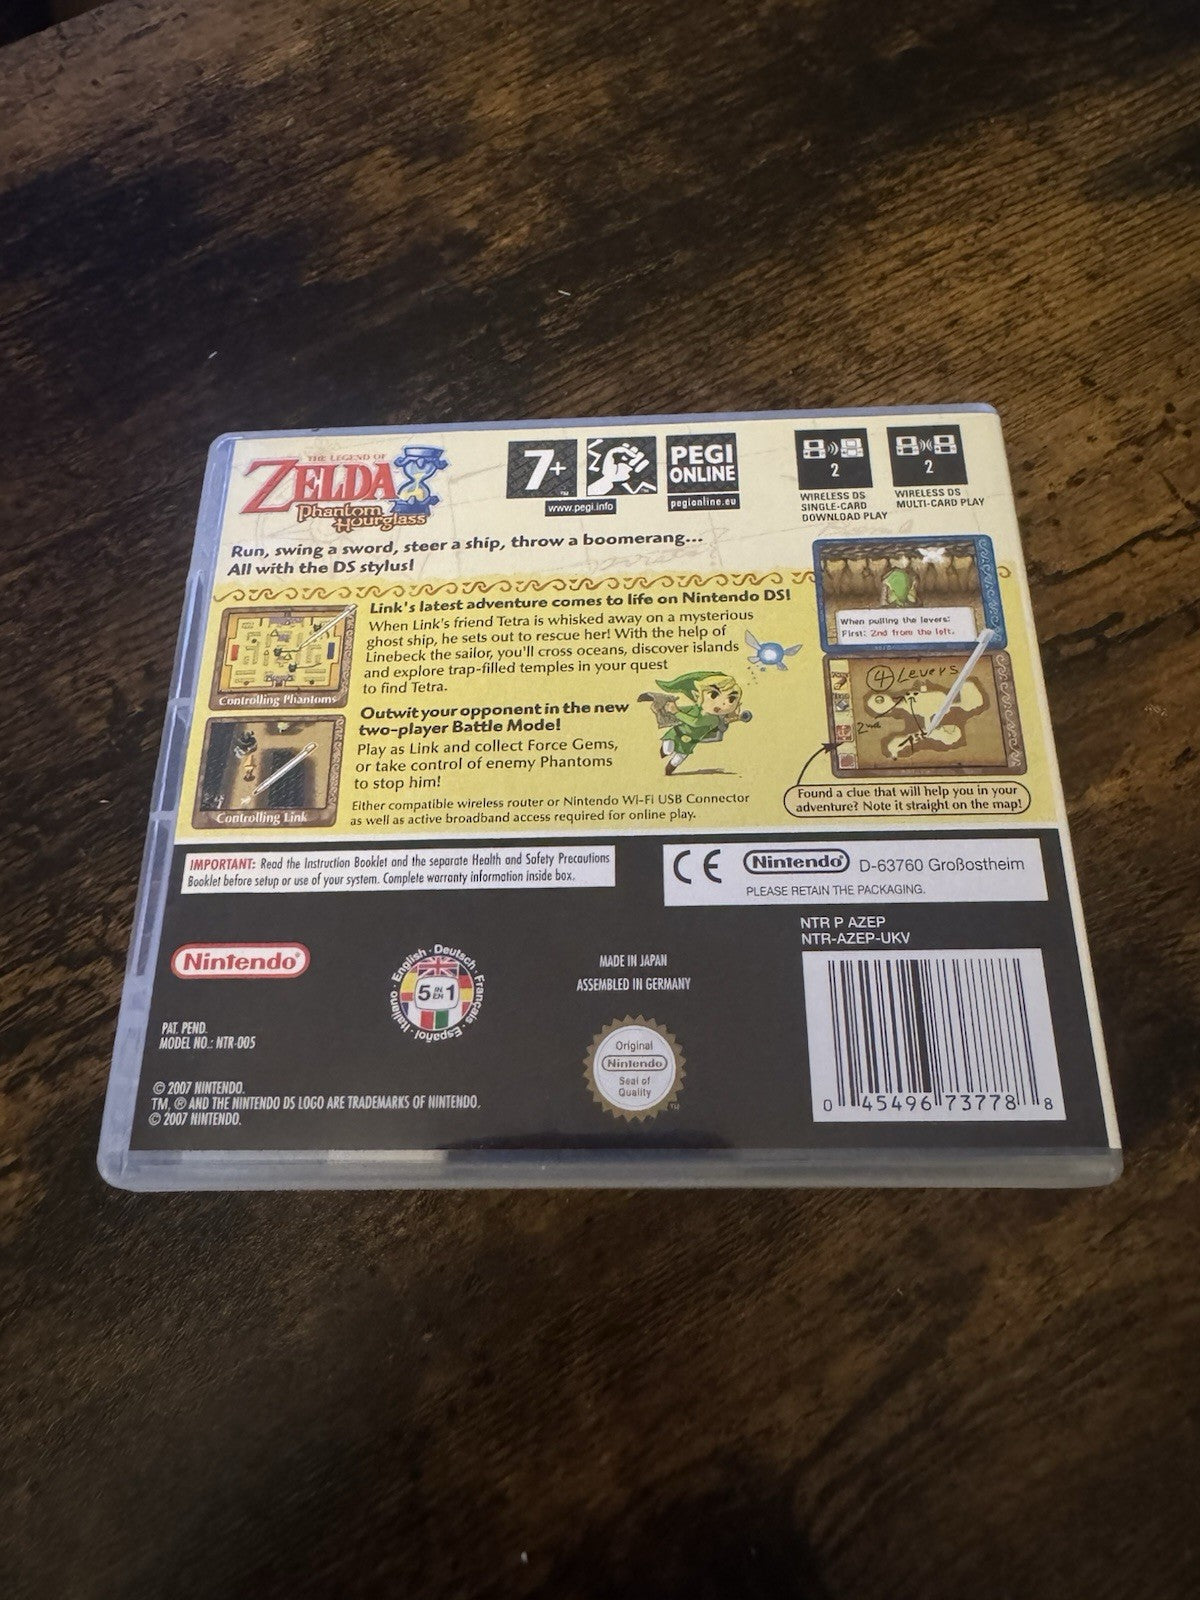 THE LEGEND OF
ZELDA
Phantom
Hourglass
7+
TM
www.pegi.info
PEGI
ONLINE
pegionline.eu
2
WIRELESS DS
SINGLE-CARD
DOWNLOAD PLAY
2
WIRELESS DS
MULTI-CARD PLAY
Run, swing a sword, steer a ship, throw a boomerang...
All with the DS stylus!
Link's latest adventure comes to life on Nintendo DS!
When Link's friend Tetra is whisked away on a mysterious
ghost ship, he sets out to rescue her! With the help of
Linebeck the sailor, you'll cross oceans, discover islands
and explore trap-filled temples in your quest
to find Tetra.
Controlling Phantoms
Outwit your opponent in the new
two-player Battle Mode!
Play as Link and collect Force Gems,
or take control of enemy Phantoms
to stop him!
Controlling Link
Either compatible wireless router or Nintendo Wi-Fi USB Connector
as well as active broadband access required for online play.
When pulling the levers:
First: 2nd from the left.
4 Levers
2nd
Found a clue that will help you in your
adventure? Note it straight on the map!
IMPORTANT: Read the Instruction Booklet and the separate Health and Safety Precautions
Booklet before setup or use of your system. Complete warranty information inside box.
CE
Nintendo D-63760 Großostheim
PLEASE RETAIN THE PACKAGING.
NTR P AZEP
NTR-AZEP-UKV
Nintendo
English · Deutsch · Français · Español · Italiano ·
5 IN EN 1
MADE IN JAPAN
ASSEMBLED IN GERMANY
PAT. PEND.
MODEL NO.: NTR-005
Original
Nintendo
Seal of
Quality
TM
© 2007 NINTENDO.
TM, ® AND THE NINTENDO DS LOGO ARE TRADEMARKS OF NINTENDO.
© 2007 NINTENDO.
0 45496 73778 8